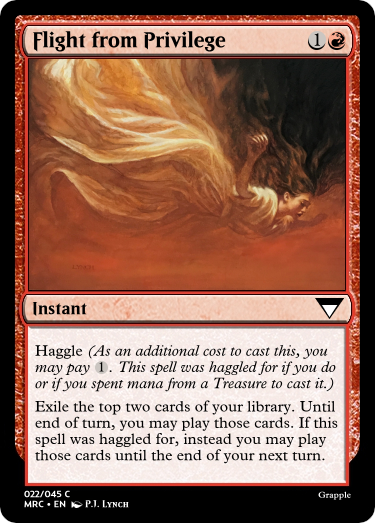 Flight from Privilege 1
Instant
Haggle (As an additional cost to cast this, you
may pay 1. This spell was haggled for if you do
or if you spent mana from a Treasure to cast it.)
Exile the top two cards of your library. Until
end of turn, you may play those cards. If this
spell was haggled for, instead you may play
those cards until the end of your next turn.
022/045 C
MRC • EN P.J. Lynch
Grapple